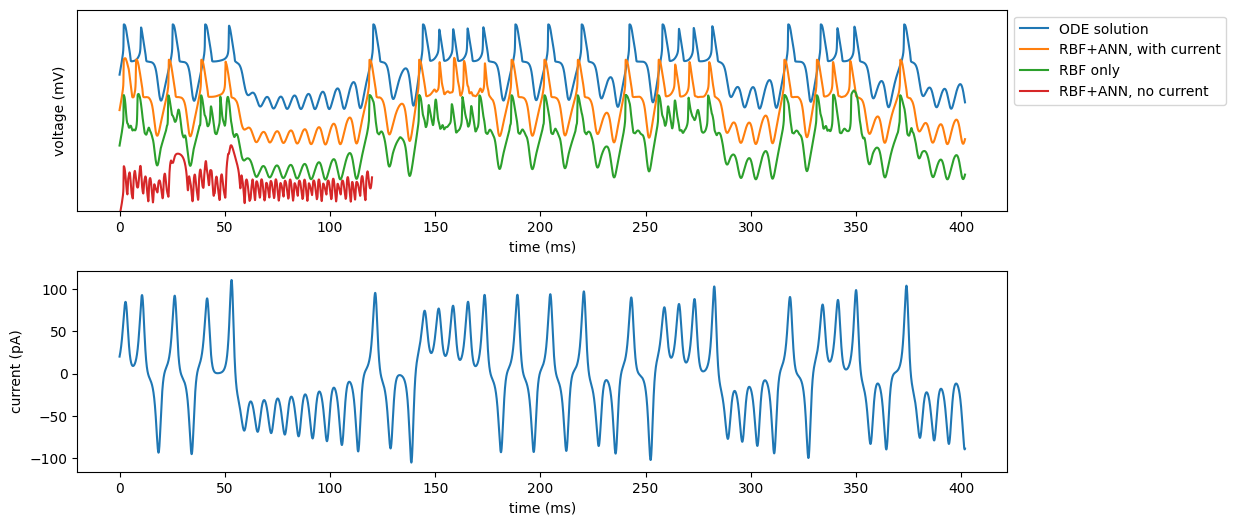 voltage (mV)
0 50 100 150 200 250 300 350 400
time (ms)
ODE solution
RBF+ANN, with current
RBF only
RBF+ANN, no current
current (pA)
100
50
0
−50
−100
0 50 100 150 200 250 300 350 400
time (ms)